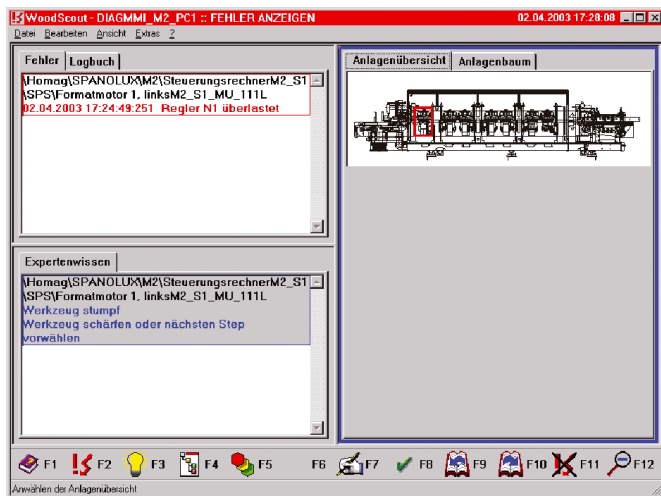 WoodScout - DIAGMMI_M2_PC1 :: FEHLER ANZEIGEN 02.04.2003 17:28:08
Datei Bearbeiten Ansicht Extras ?
Fehler Logbuch
\Homag\SPANOLUX\M2\SteuerungsrechnerM2_S1
\SPS\Formatmotor 1, linksM2_S1_MU_111L
02.04.2003 17:24:49:251 Regler N1 überlastet
Anlagenübersicht Anlagenbaum
Expertenwissen
\Homag\SPANOLUX\M2\SteuerungsrechnerM2_S1
\SPS\Formatmotor 1, linksM2_S1_MU_111L
Werkzeug stumpf
Werkzeug schärfen oder nächsten Step
vorwählen
F1 F2 F3 F4 F5 F6 F7 F8 F9 F10 F11 F12
Anwählen der Anlagenübersicht